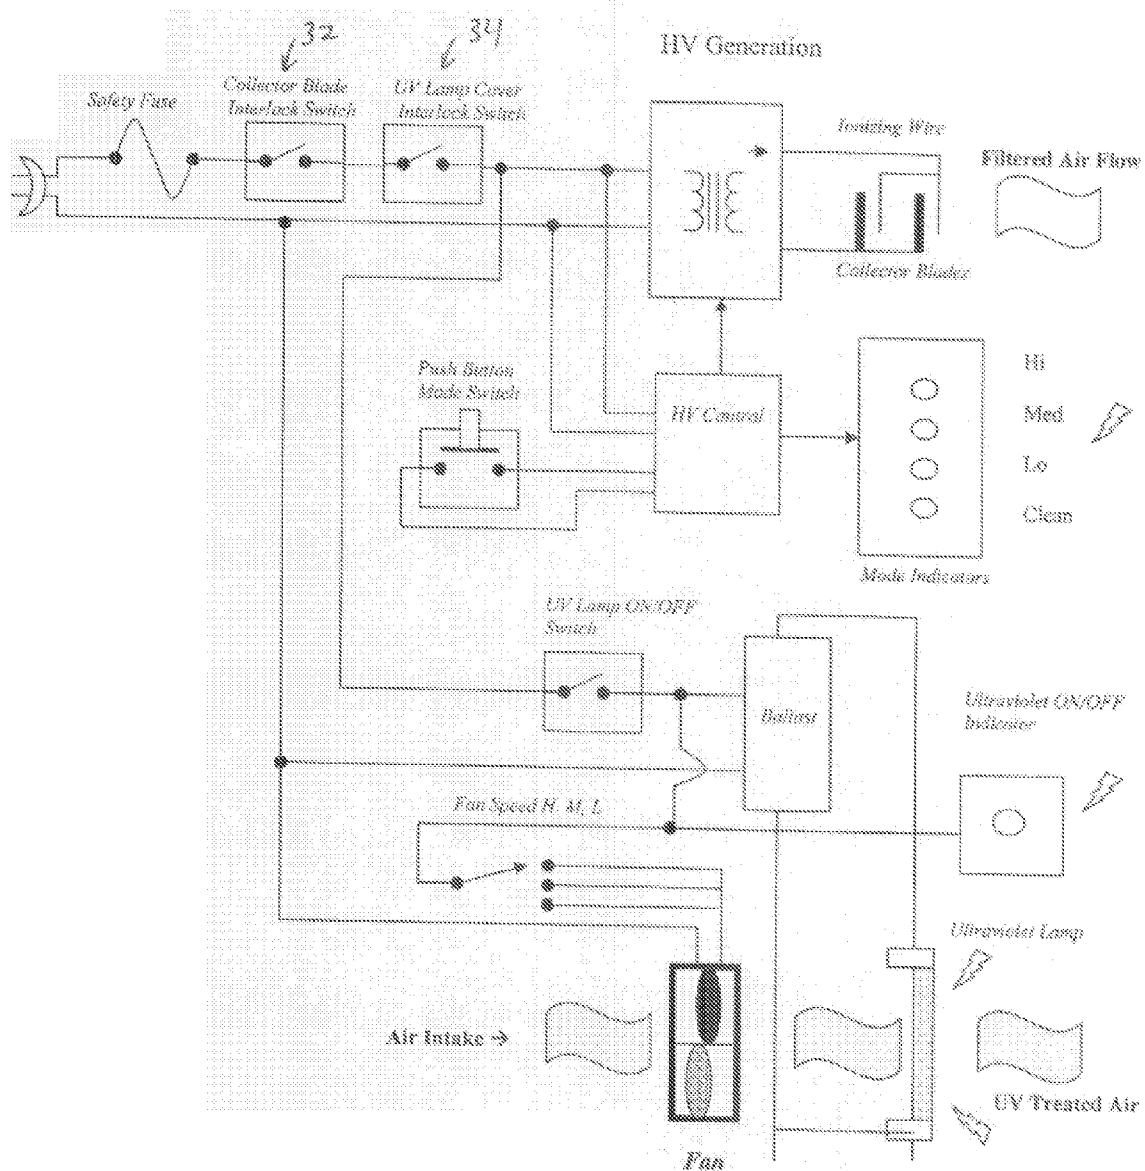 32
34
HV Generation
Safety Fuse
Collector Blade
Interlock Switch
UV Lamp Cover
Interlock Switch
Ionizing Wire
Filtered Air Flow
Collector Blades
Push Button
Mode Switch
HV Control
Hi
Med
Lo
Clean
Mode Indicators
UV Lamp ON/OFF
Switch
Ballast
Ultraviolet ON/OFF
Indicator
Fan Speed H, M, L
Ultraviolet Lamp
Air Intake →
UV Treated Air
Fan